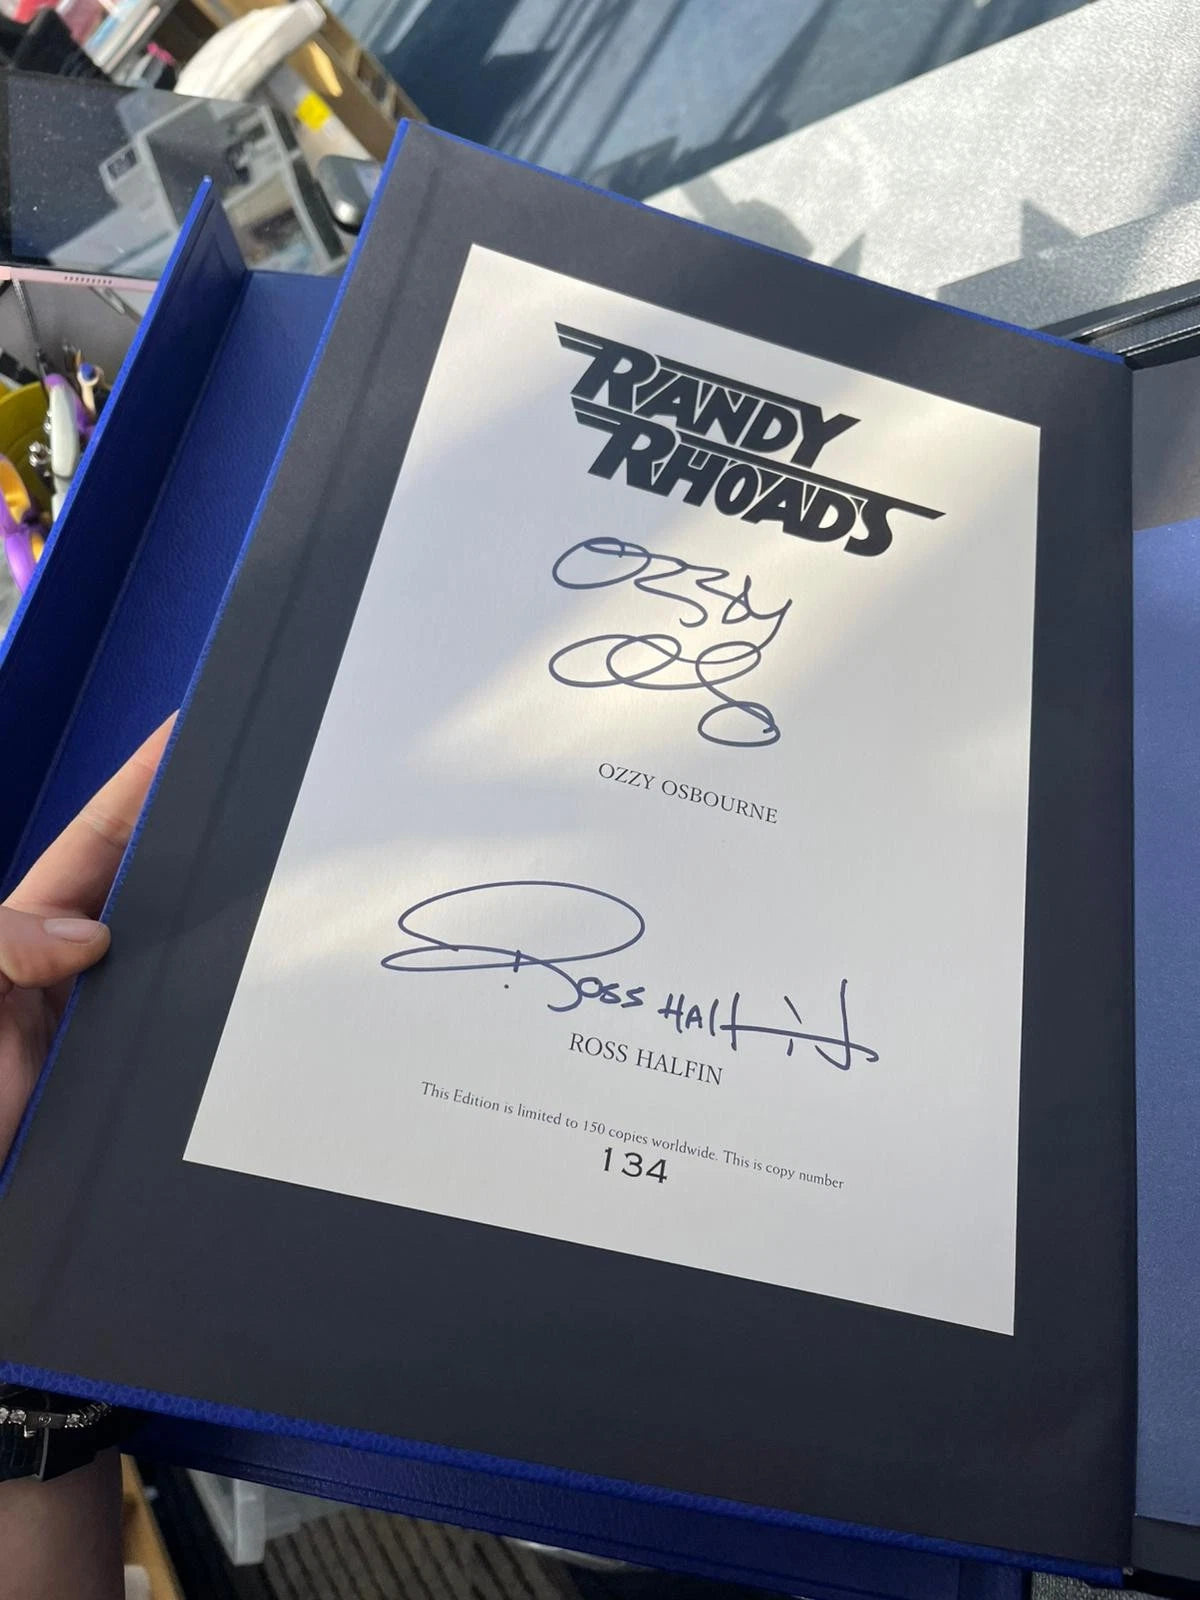 RANDY
RHOADS
Ozzy
OZZY OSBOURNE
Ross Halfin
ROSS HALFIN
This Edition is limited to 150 copies worldwide. This is copy number
134